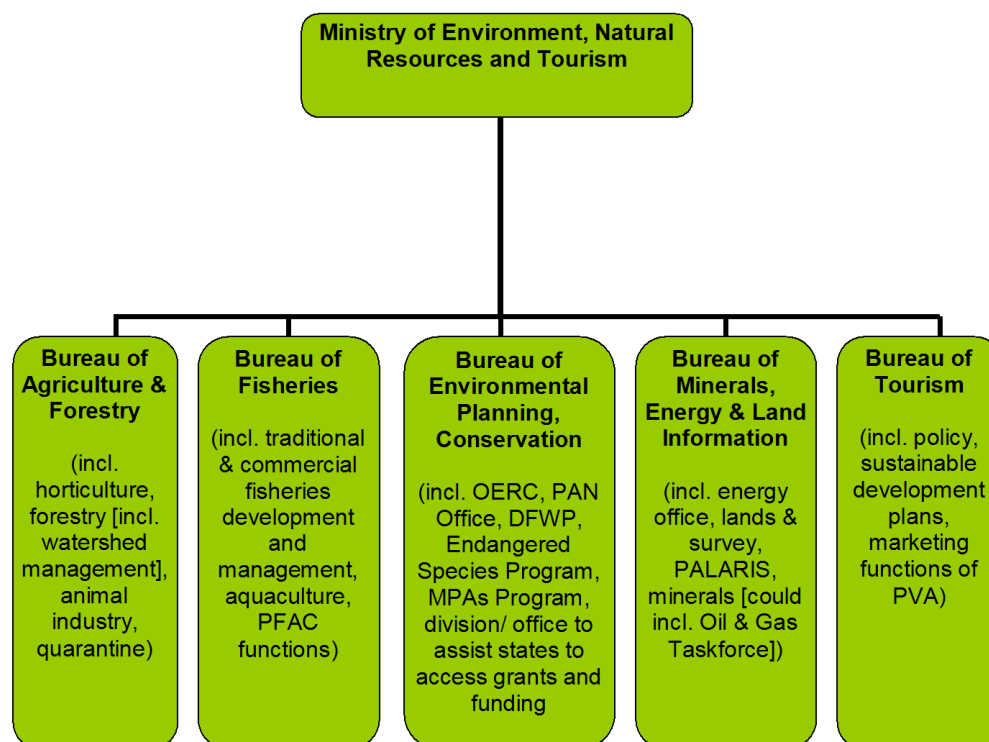 Ministry of Environment, Natural
Resources and Tourism
Bureau of
Agriculture &
Forestry
(incl.
horticulture,
forestry [incl.
watershed
management],
animal
industry,
quarantine)
Bureau of
Fisheries
(incl. traditional
& commercial
fisheries
development
and
management,
aquaculture,
PFAC
functions)
Bureau of
Environmental
Planning,
Conservation
(incl. OERC, PAN
Office, DFWP,
Endangered
Species Program,
MPAs Program,
division/ office to
assist states to
access grants and
funding
Bureau of
Minerals,
Energy & Land
Information
(incl. energy
office, lands &
survey,
PALARIS,
minerals [could
incl. Oil & Gas
Taskforce])
Bureau of
Tourism
(incl. policy,
sustainable
development
plans,
marketing
functions of
PVA)